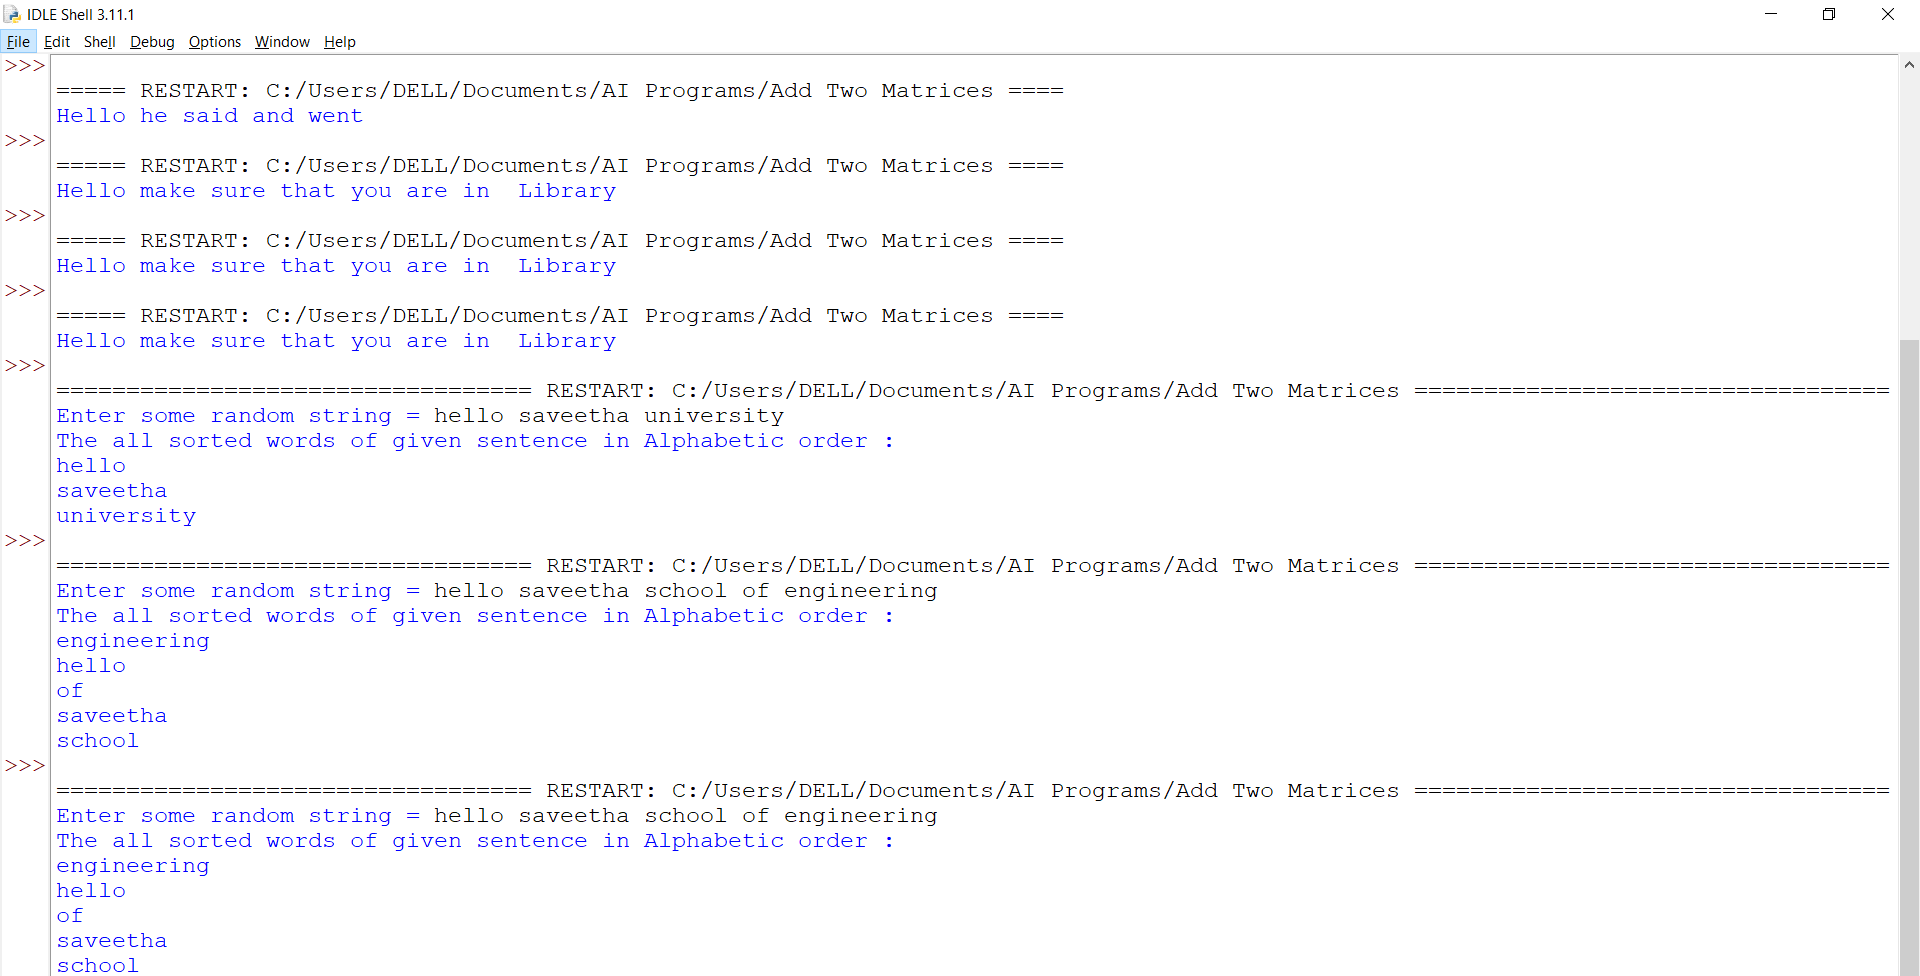 IDLE Shell 3.11.1
File Edit Shell Debug Options Window Help
>>>
===== RESTART: C:/Users/DELL/Documents/AI Programs/Add Two Matrices ====
Hello he said and went
>>>
===== RESTART: C:/Users/DELL/Documents/AI Programs/Add Two Matrices ====
Hello make sure that you are in  Library
>>>
===== RESTART: C:/Users/DELL/Documents/AI Programs/Add Two Matrices ====
Hello make sure that you are in  Library
>>>
===== RESTART: C:/Users/DELL/Documents/AI Programs/Add Two Matrices ====
Hello make sure that you are in  Library
>>>
================================== RESTART: C:/Users/DELL/Documents/AI Programs/Add Two Matrices ==================================
Enter some random string = hello saveetha university
The all sorted words of given sentence in Alphabetic order :
hello
saveetha
university
>>>
================================== RESTART: C:/Users/DELL/Documents/AI Programs/Add Two Matrices ==================================
Enter some random string = hello saveetha school of engineering
The all sorted words of given sentence in Alphabetic order :
engineering
hello
of
saveetha
school
>>>
================================== RESTART: C:/Users/DELL/Documents/AI Programs/Add Two Matrices ==================================
Enter some random string = hello saveetha school of engineering
The all sorted words of given sentence in Alphabetic order :
engineering
hello
of
saveetha
school